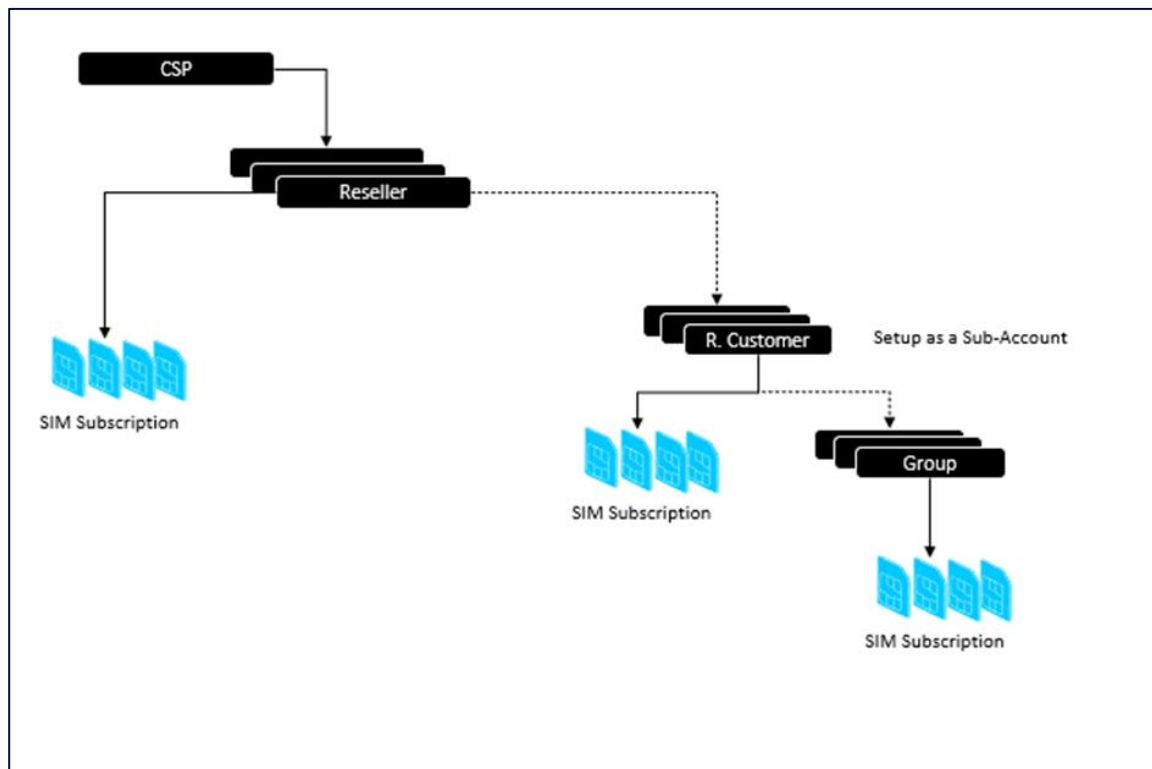 CSP
Reseller
R. Customer
Setup as a Sub-Account
SIM Subscription
Group
SIM Subscription
SIM Subscription